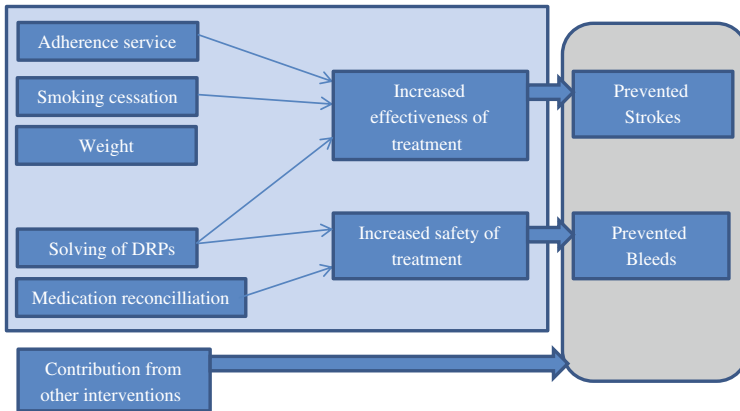 Adherence service
Smoking cessation
Weight
Solving of DRPs
Medication reconcilliation
Increased
effectiveness of
treatment
Increased safety of
treatment
Prevented
Strokes
Prevented
Bleeds
Contribution from
other interventions